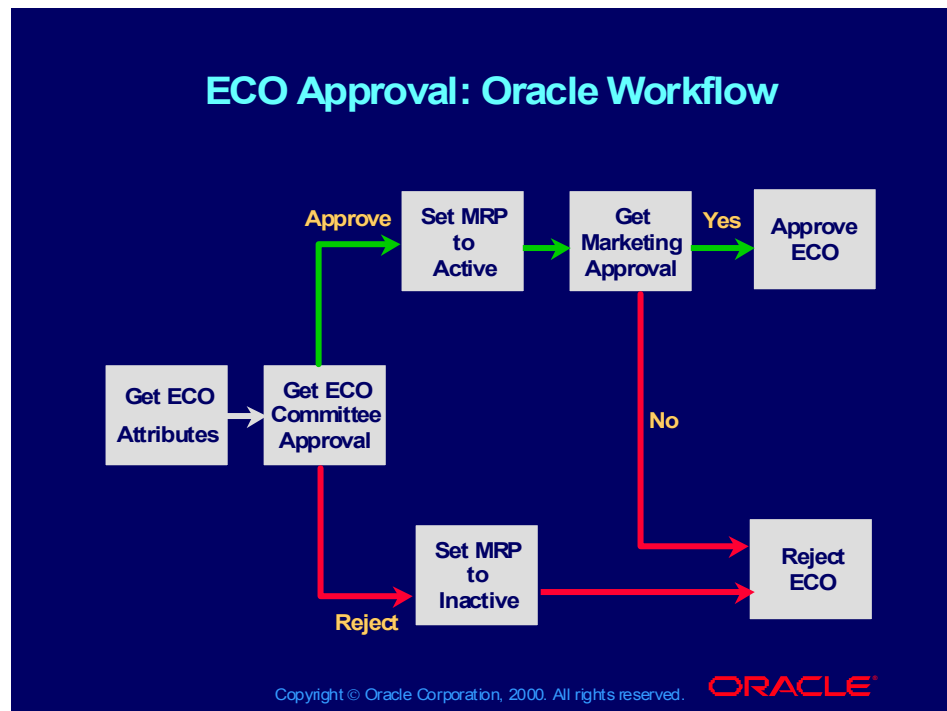 ECO Approval: Oracle Workflow
Approve
Set MRP
to
Active
Get
Marketing
Approval
Yes
Approve
ECO
Get ECO
Attributes
Get ECO
Committee
Approval
No
Set MRP
to
Inactive
Reject
ECO
Reject
Copyright © Oracle Corporation, 2000. All rights reserved.
ORACLE®